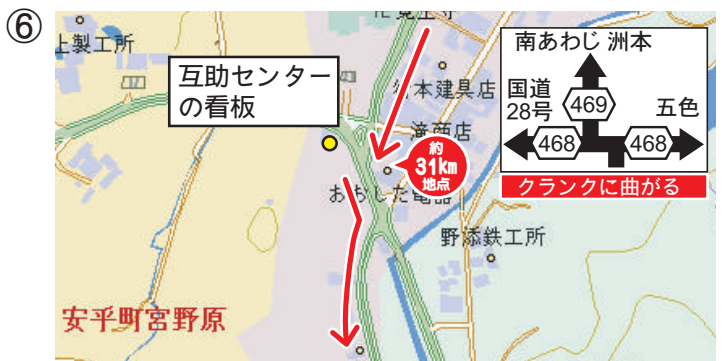 ⑥
上製工所
互助センター
の看板
本建具店
滝商店
約
31km
地点
おおした電器
野添鉄工所
安乎町宮野原
南あわじ 洲本
国道
28号
469
五色
468
468
クランクに曲がる